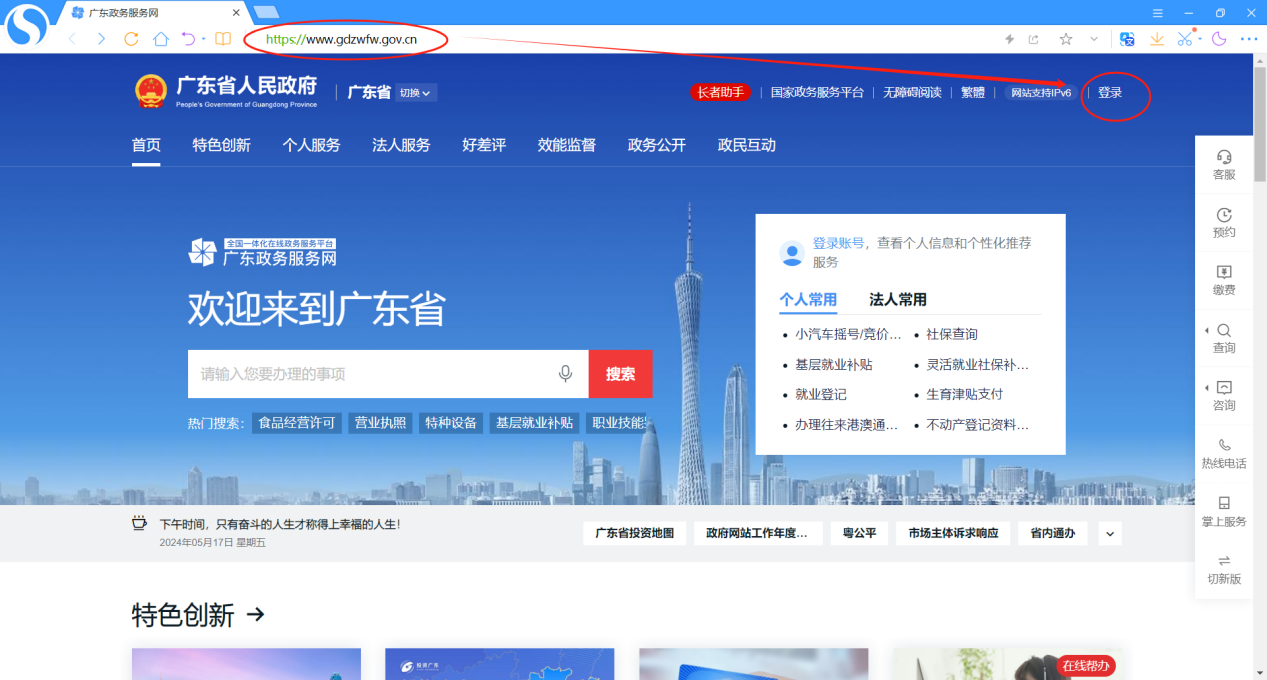 广东政务服务网
https://www.gdzwfw.gov.cn
广东省人民政府
People's Government of Guangdong Province
广东省 切换
长者助手 国家政务服务平台 无障碍阅读 繁體 网站支持IPv6 登录
首页 特色创新 个人服务 法人服务 好差评 效能监督 政务公开 政民互动
全国一体化在线政务服务平台
广东政务服务网
欢迎来到广东省
请输入您要办理的事项 搜索
热门搜索： 食品经营许可 营业执照 特种设备 基层就业补贴 职业技能
登录账号，查看个人信息和个性化推荐
服务
个人常用 法人常用
小汽车摇号/竞价... 社保查询
基层就业补贴 灵活就业社保补...
就业登记 生育津贴支付
办理往来港澳通... 不动产登记资料...
客服
预约
缴费
查询
咨询
热线电话
掌上服务
切新版
下午时间，只有奋斗的人生才称得上幸福的人生！
2024年05月17日 星期五
广东省投资地图 政府网站工作年度... 粤公平 市场主体诉求响应 省内通办
特色创新
投资广东
在线帮办